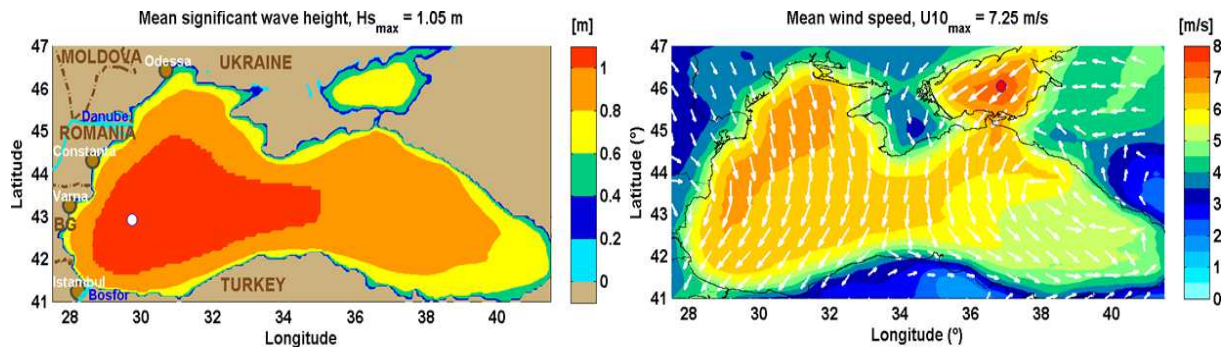 Mean significant wave height, Hs_max = 1.05 m
[m]
47
46
45
44
43
42
41
Latitude
MOLDOVA
Odessa
UKRAINE
Danube
ROMANIA
Constanta
Varna
BG
Istambul
Bosfor
TURKEY
28 30 32 34 36 38 40
Longitude
1
0.8
0.6
0.4
0.2
0
Mean wind speed, U10_max = 7.25 m/s
[m/s]
47
46
45
44
43
42
41
Latitude (°)
28 30 32 34 36 38 40
Longitude (º)
8
7
6
5
4
3
2
1
0